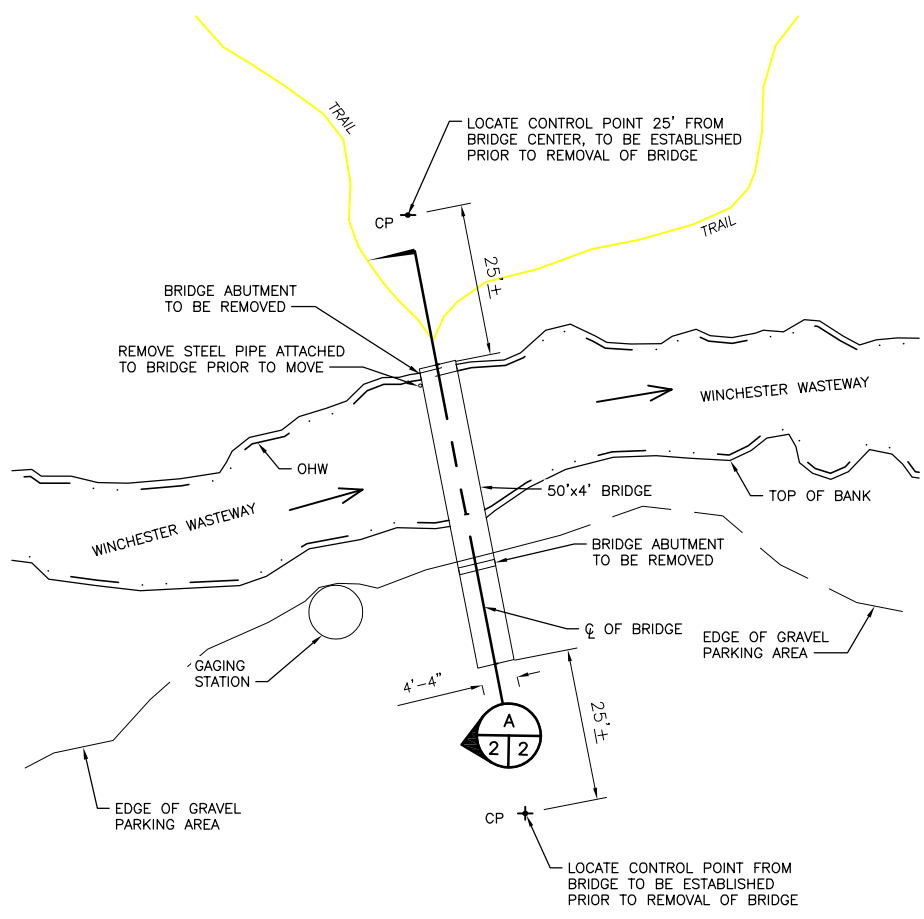 TRAIL
LOCATE CONTROL POINT 25' FROM
BRIDGE CENTER, TO BE ESTABLISHED
PRIOR TO REMOVAL OF BRIDGE
CP
TRAIL
25'±
BRIDGE ABUTMENT
TO BE REMOVED
REMOVE STEEL PIPE ATTACHED
TO BRIDGE PRIOR TO MOVE
WINCHESTER WASTEWAY
OHW
50'x4' BRIDGE
TOP OF BANK
WINCHESTER WASTEWAY
BRIDGE ABUTMENT
TO BE REMOVED
℄ OF BRIDGE
EDGE OF GRAVEL
PARKING AREA
GAGING
STATION
4'-4"
25'±
A
2 2
EDGE OF GRAVEL
PARKING AREA
CP
LOCATE CONTROL POINT FROM
BRIDGE TO BE ESTABLISHED
PRIOR TO REMOVAL OF BRIDGE